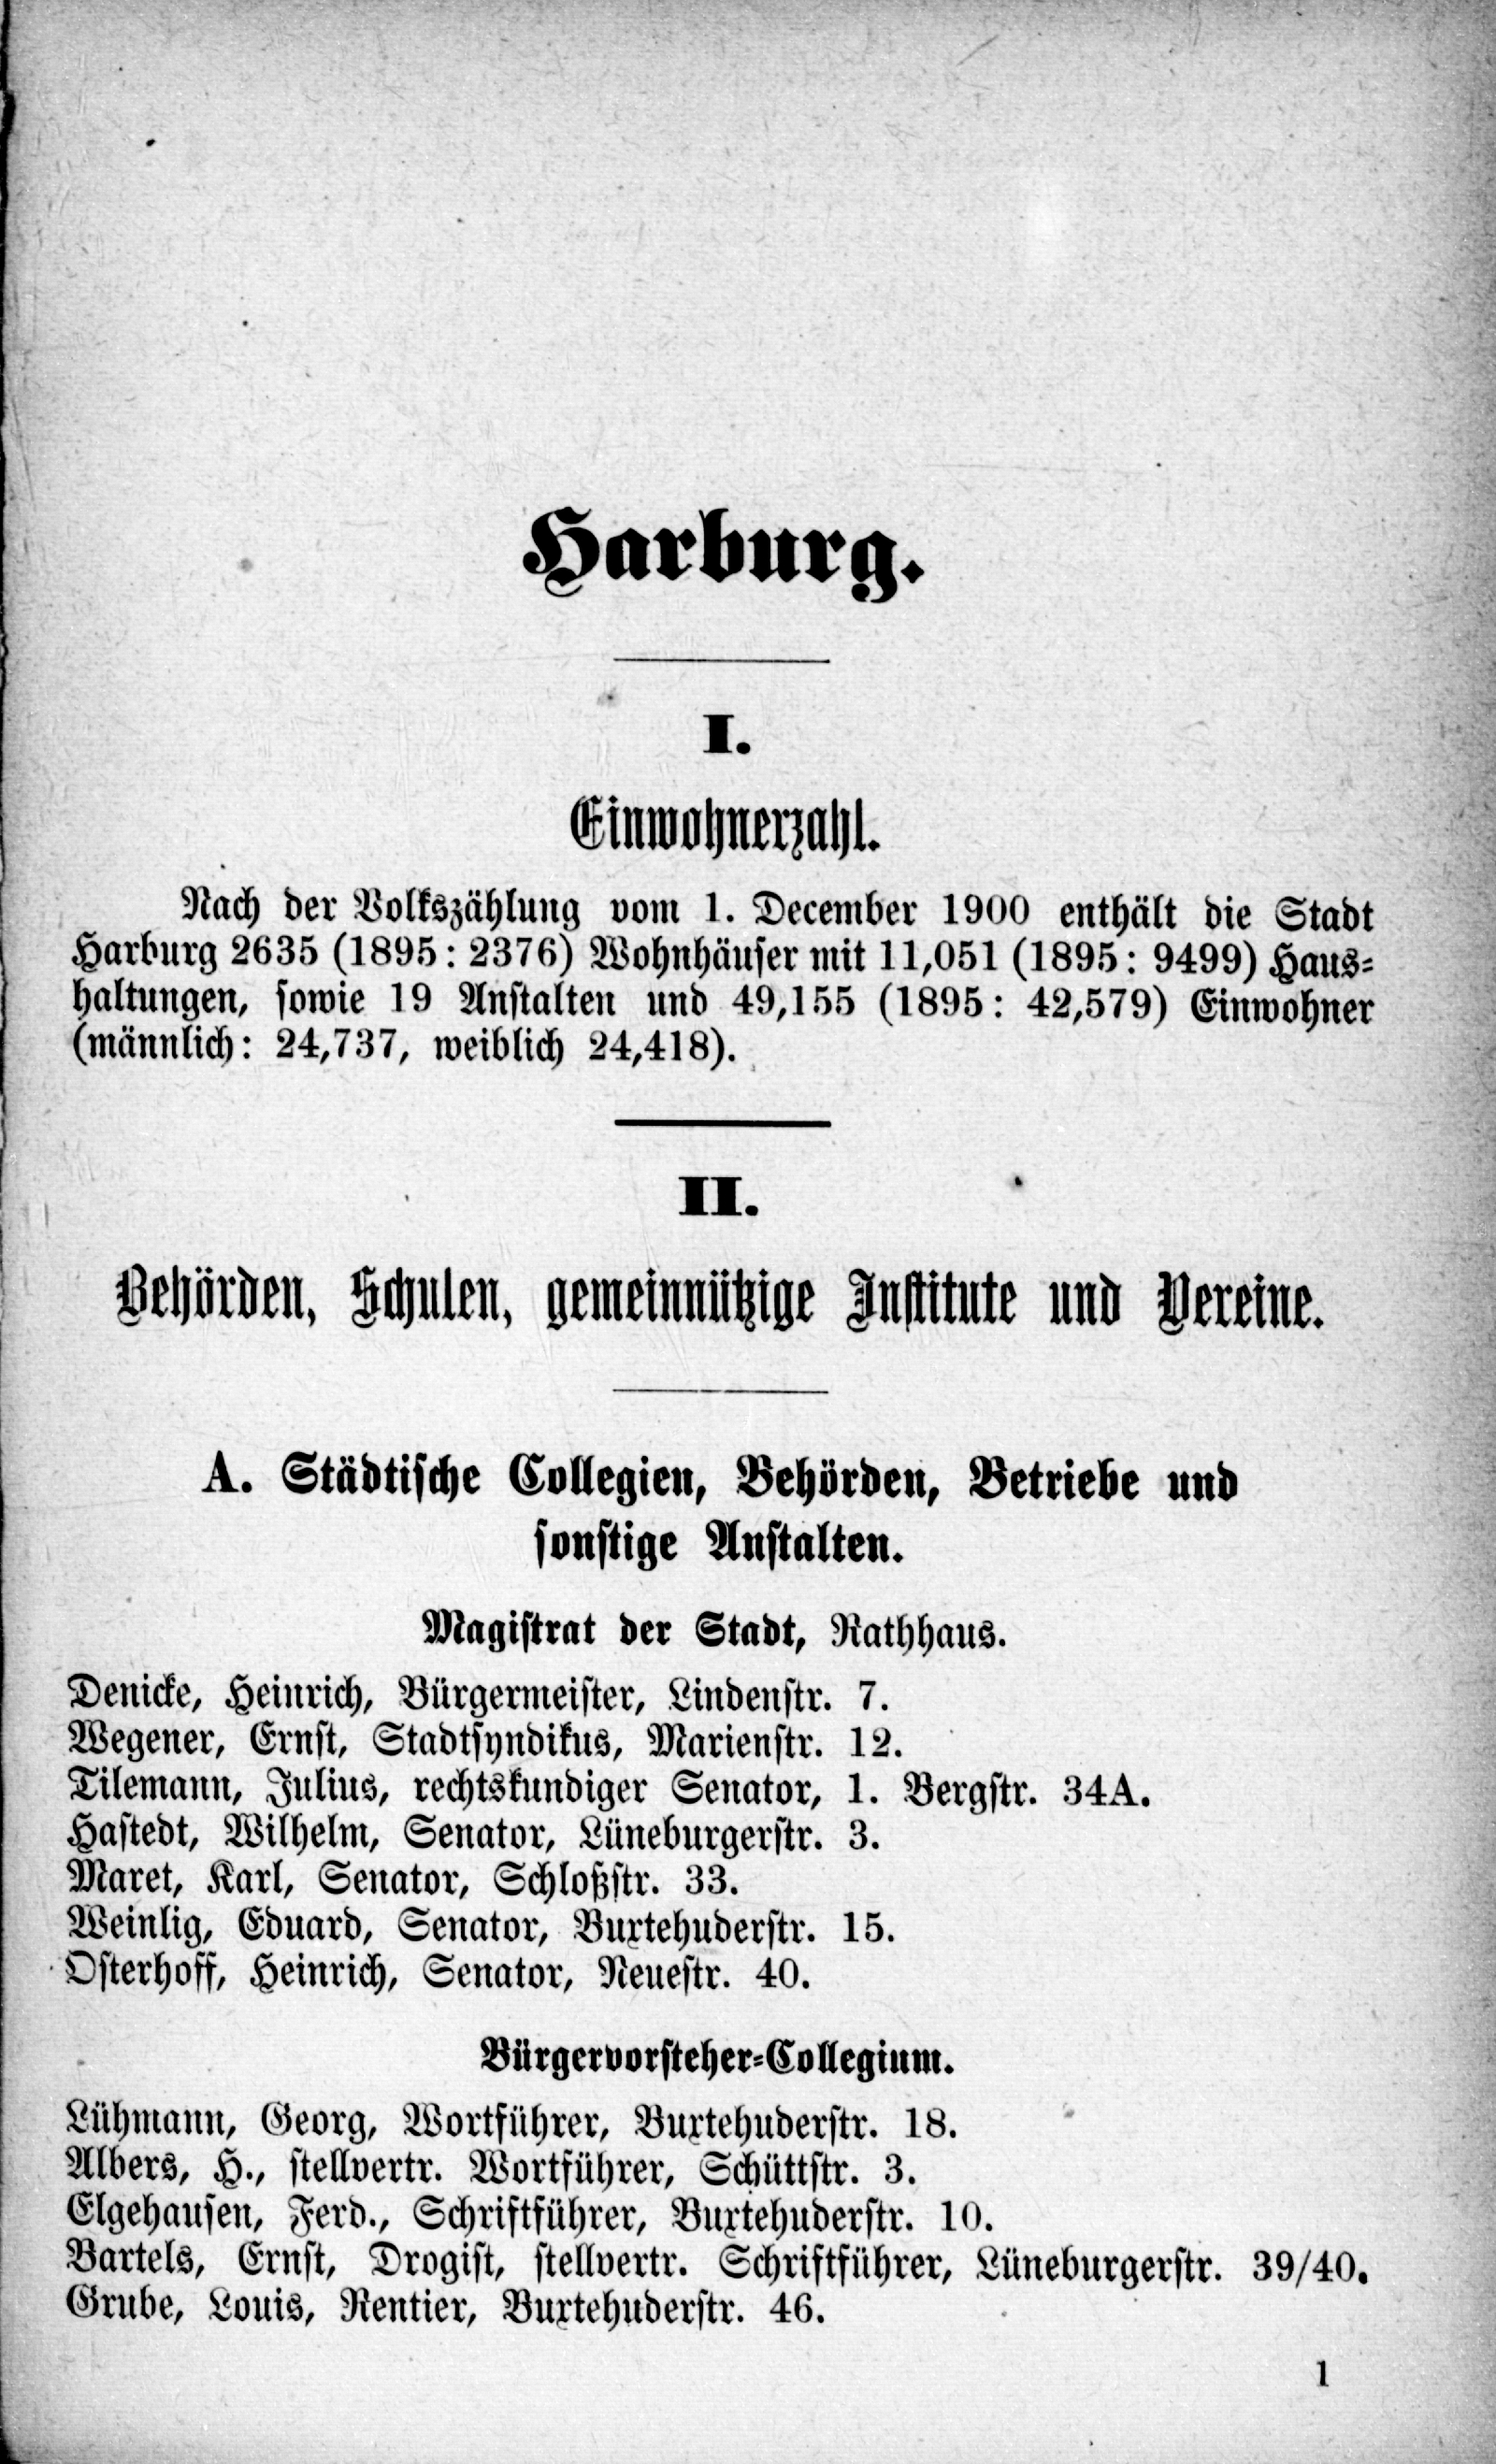 Harburg.
I.
Einwohnerzahl.
Nach der Volkszählung vom 1. December 1900 enthält die Stadt
Harburg 2635 (1895: 2376) Wohnhäuser mit 11,051 (1895: 9499) Haus-
haltungen, sowie 19 Anstalten und 49,155 (1895: 42,579) Einwohner
(männlich: 24,737, weiblich 24,418).
II.
Behörden, Schulen, gemeinnützige Institute und Vereine.
A. Städtische Collegien, Behörden, Betriebe und
sonstige Anstalten.
Magistrat der Stadt, Rathhaus.
Denicke, Heinrich, Bürgermeister, Lindenstr. 7.
Wegener, Ernst, Stadtsyndikus, Marienstr. 12.
Tilemann, Julius, rechtskundiger Senator, 1. Bergstr. 34A.
Hastedt, Wilhelm, Senator, Lüneburgerstr. 3.
Maret, Karl, Senator, Schloßstr. 33.
Weinlig, Eduard, Senator, Buxtehuderstr. 15.
Osterhoff, Heinrich, Senator, Neuestr. 40.
Bürgervorsteher-Collegium.
Lühmann, Georg, Wortführer, Buxtehuderstr. 18.
Albers, H., stellvertr. Wortführer, Schüttstr. 3.
Elgehausen, Ferd., Schriftführer, Buxtehuderstr. 10.
Bartels, Ernst, Drogist, stellvertr. Schriftführer, Lüneburgerstr. 39/40.
Grube, Louis, Rentier, Buxtehuderstr. 46.
1